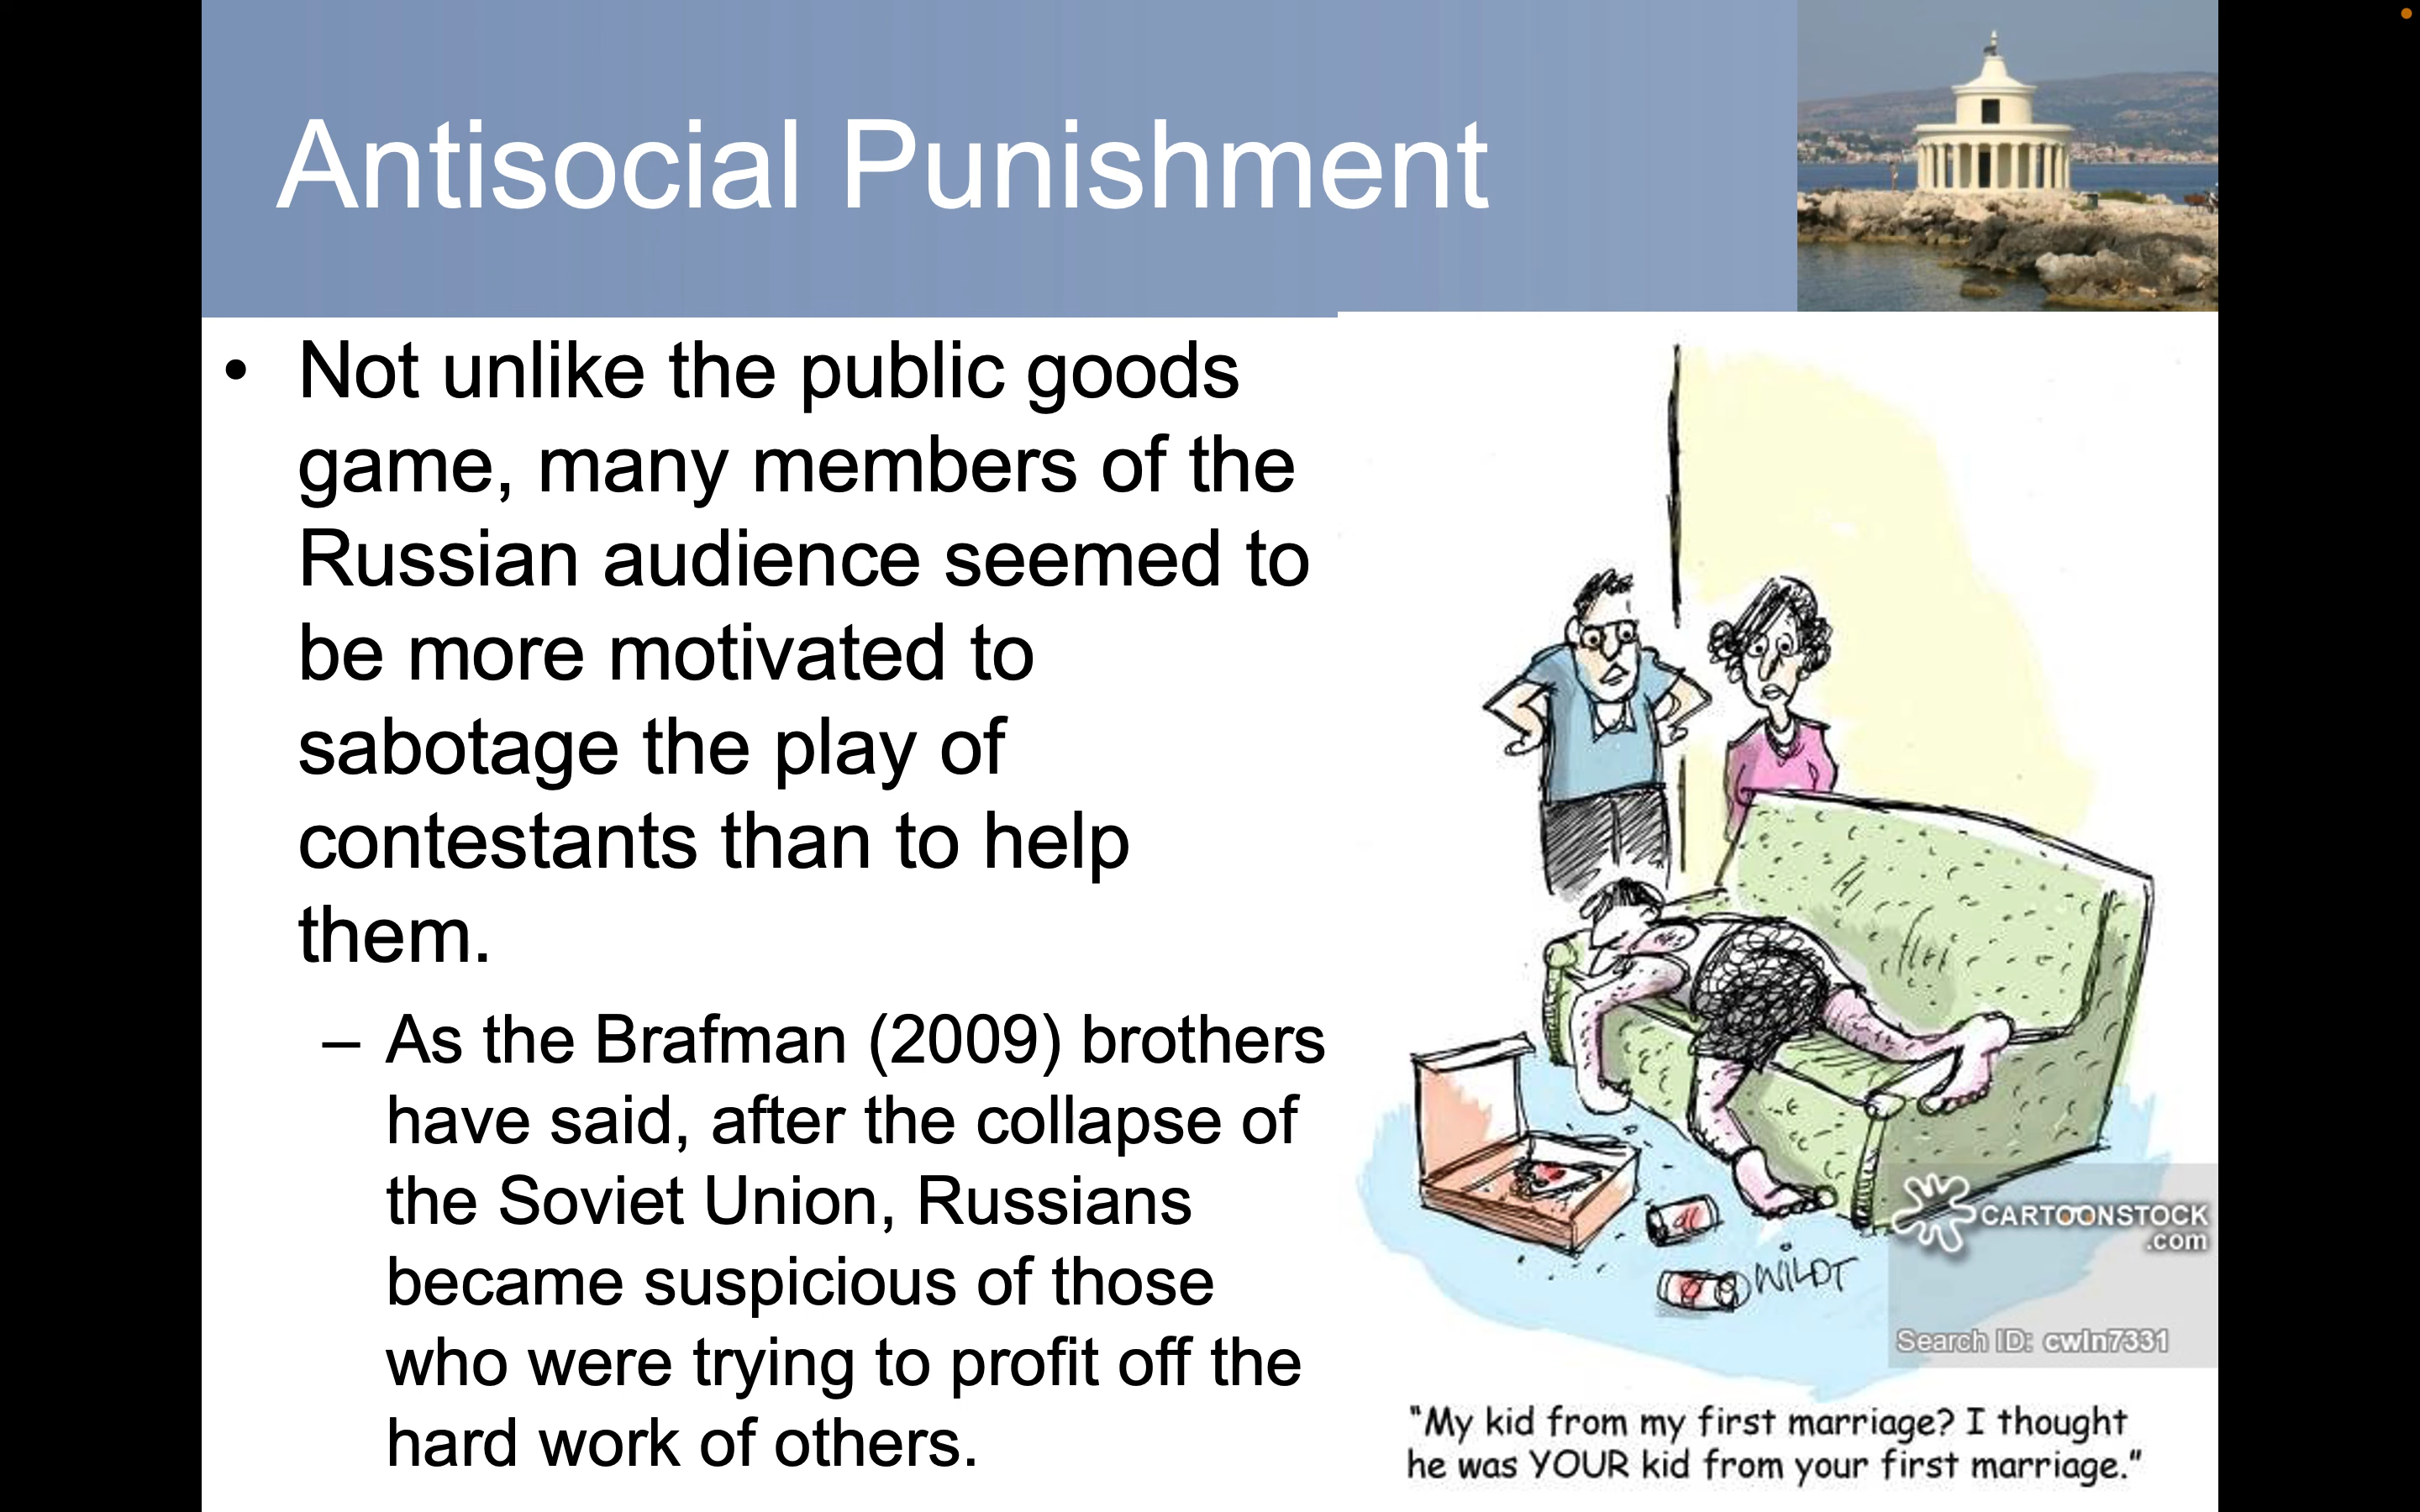 Antisocial Punishment
• Not unlike the public goods
game, many members of the
Russian audience seemed to
be more motivated to
sabotage the play of
contestants than to help
them.
– As the Brafman (2009) brothers
have said, after the collapse of
the Soviet Union, Russians
became suspicious of those
who were trying to profit off the
hard work of others.
WILDT
CARTOONSTOCK
.com
Search ID: cwln7331
"My kid from my first marriage? I thought
he was YOUR kid from your first marriage."